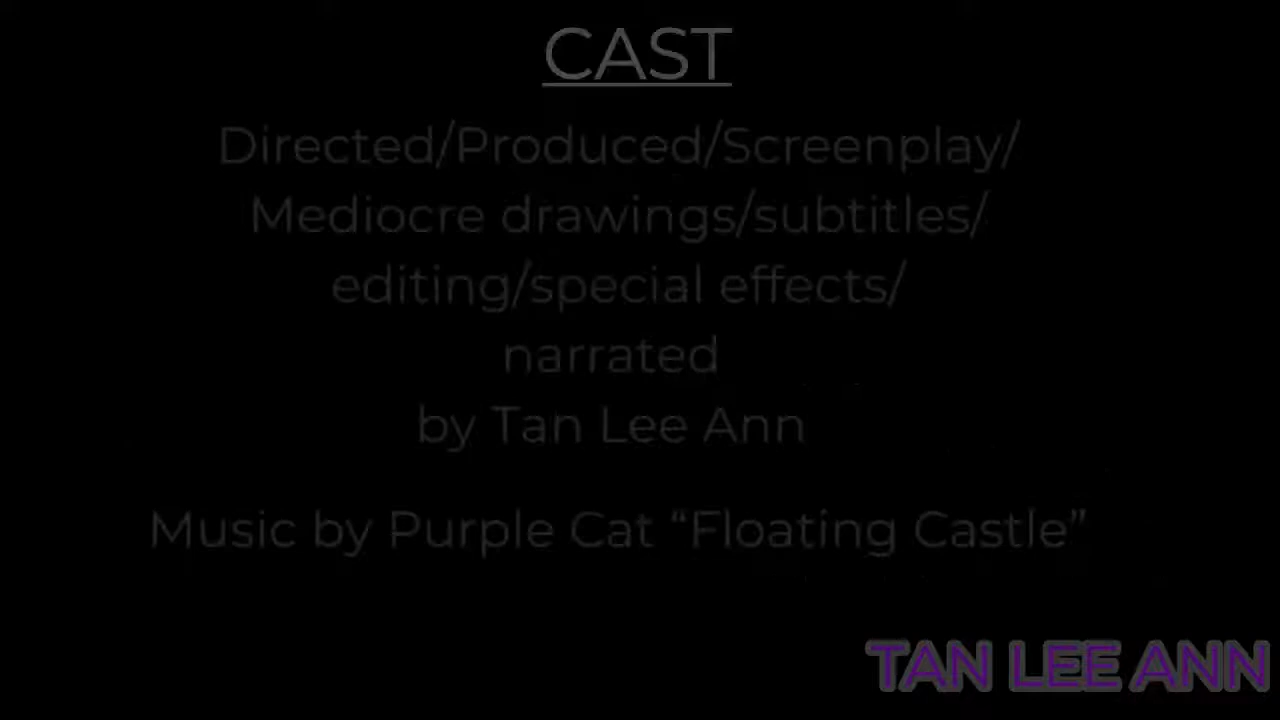 CAST
Directed/Produced/Screenplay/
Mediocre drawings/subtitles/
editing/special effects/
narrated
by Tan Lee Ann
Music by Purple Cat “Floating Castle”
TAN LEE ANN